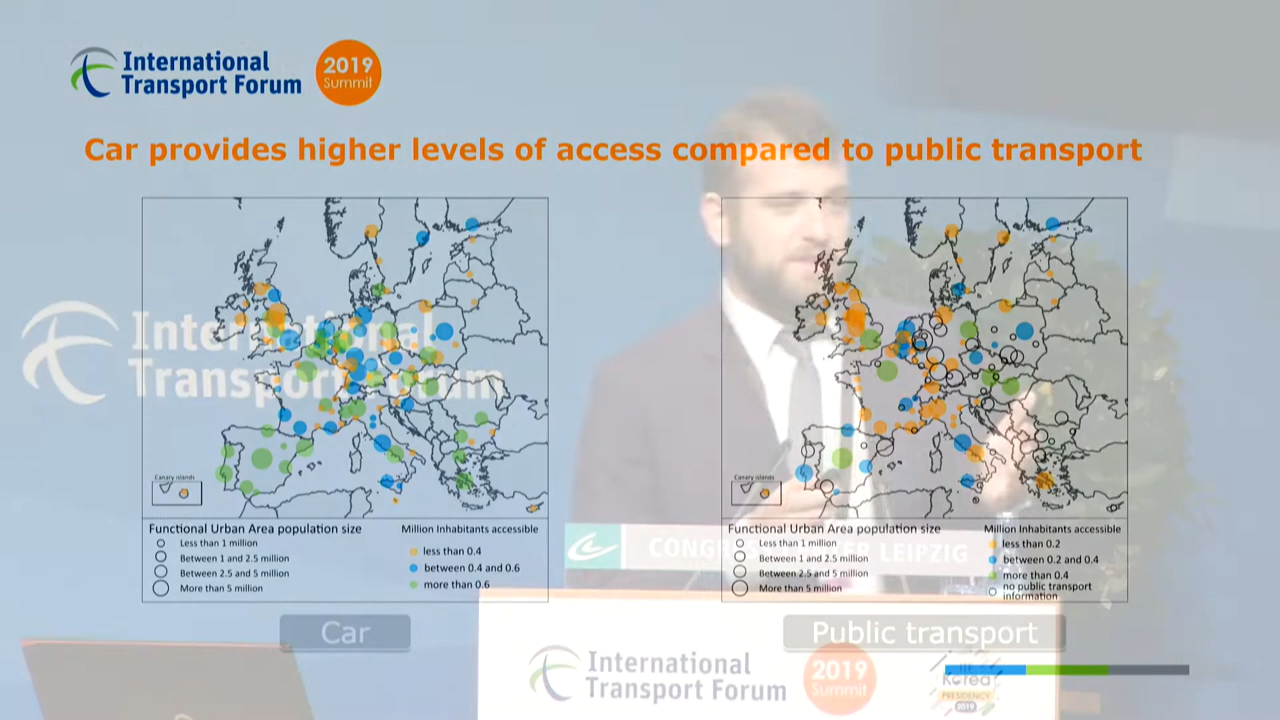 International
Transport Forum
2019
Summit
Car provides higher levels of access compared to public transport
International
Transport Forum
Canary islands
Functional Urban Area population size
Less than 1 million
Between 1 and 2.5 million
Between 2.5 and 5 million
More than 5 million
Million Inhabitants accessible
less than 0.4
between 0.4 and 0.6
more than 0.6
Car
Canary islands
Functional Urban Area population size
Less than 1 million
Between 1 and 2.5 million
Between 2.5 and 5 million
More than 5 million
Million Inhabitants accessible
less than 0.2
between 0.2 and 0.4
more than 0.4
no public transport
information
Public transport
LEIPZIG
International
Transport Forum
2019
Summit
Korea
PRESIDENCY
2019